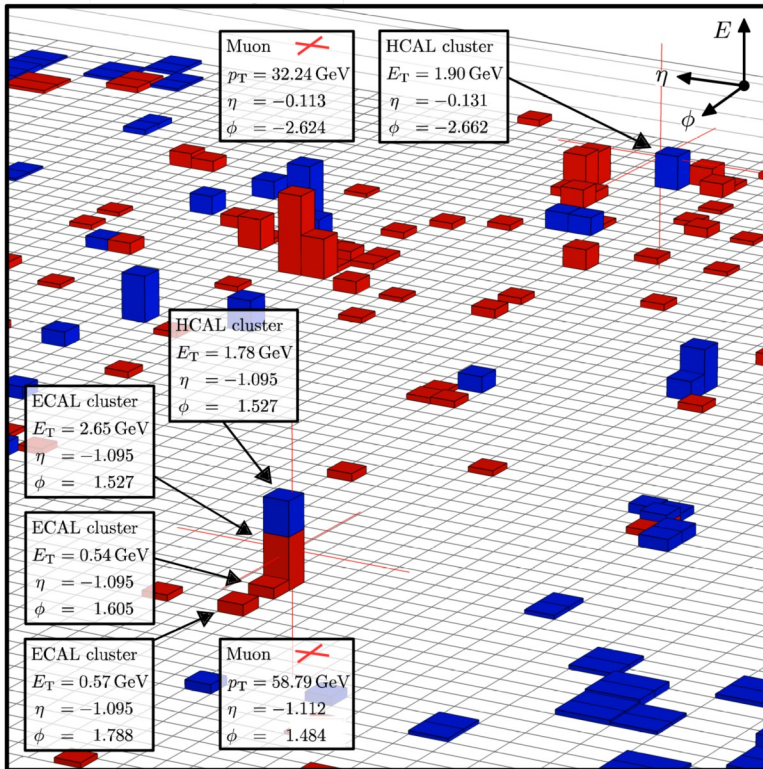 Muon
p_T = 32.24 GeV
η = −0.113
ϕ = −2.624
HCAL cluster
E_T = 1.90 GeV
η = −0.131
ϕ = −2.662
E
η
ϕ
HCAL cluster
E_T = 1.78 GeV
η = −1.095
ϕ = 1.527
ECAL cluster
E_T = 2.65 GeV
η = −1.095
ϕ = 1.527
ECAL cluster
E_T = 0.54 GeV
η = −1.095
ϕ = 1.605
ECAL cluster
E_T = 0.57 GeV
η = −1.095
ϕ = 1.788
Muon
p_T = 58.79 GeV
η = −1.112
ϕ = 1.484